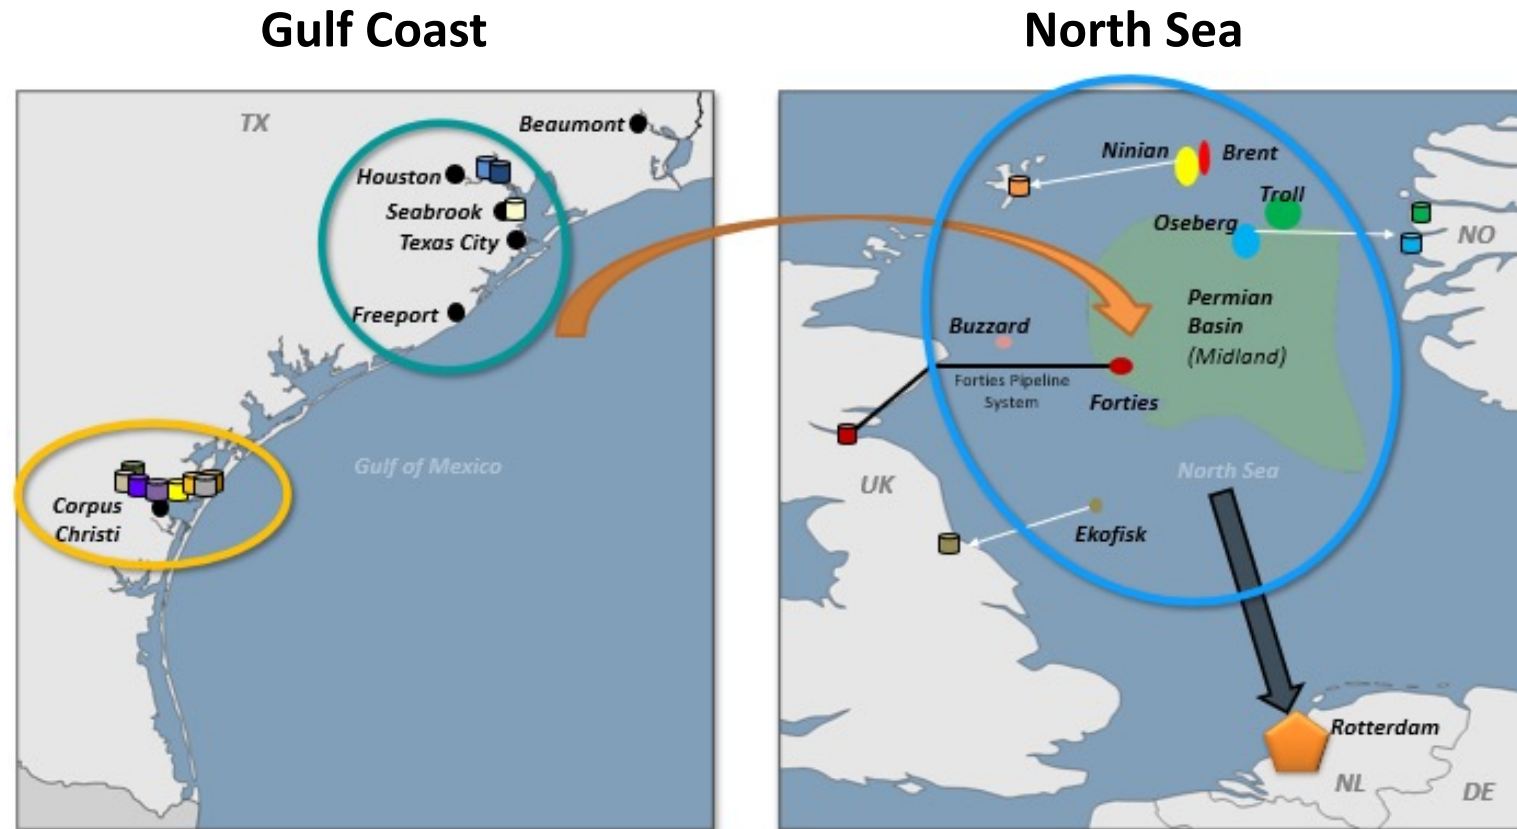 Gulf Coast
North Sea
TX
Beaumont
Houston
Seabrook
Texas City
Freeport
Gulf of Mexico
Corpus
Christi
Ninian
Brent
Troll
Oseberg
NO
Permian
Basin
(Midland)
Buzzard
Forties Pipeline
System
Forties
North Sea
UK
Ekofisk
Rotterdam
NL
DE